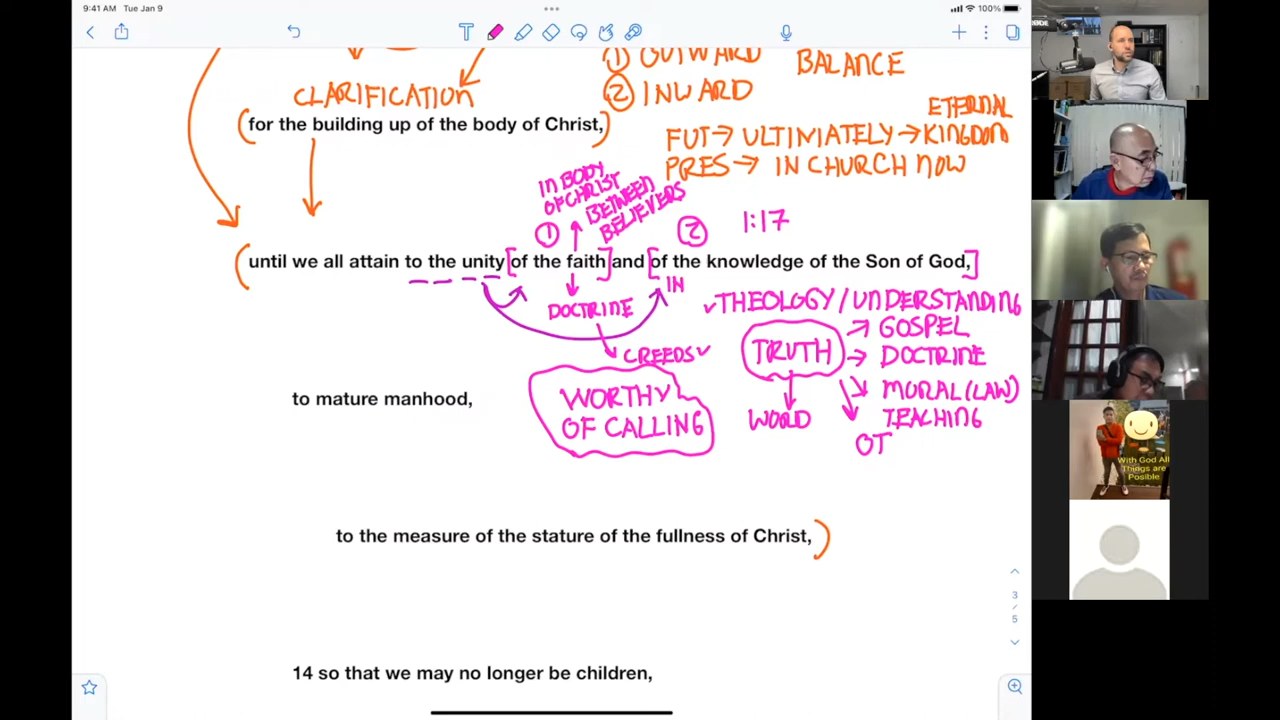 9:41 AM Tue Jan 9
100%
① OUTWARD
② INWARD
BALANCE
CLARIFICATION
for the building up of the body of Christ,
FUT → ULTIMATELY → ETERNAL KINGDOM
PRES → IN CHURCH NOW
IN BODY
OF CHRIST
BETWEEN
BELIEVERS
① ② 1:17
until we all attain to the unity [of the faith] and [of the knowledge of the Son of God,]
IN
DOCTRINE
THEOLOGY/UNDERSTANDING
CREEDS
TRUTH
GOSPEL
DOCTRINE
MORAL (LAW)
TEACHING
WORD
OT
WORTHY
OF CALLING
to mature manhood,
to the measure of the stature of the fullness of Christ,
14 so that we may no longer be children,
3
/
5
With God All
Things are
Posible